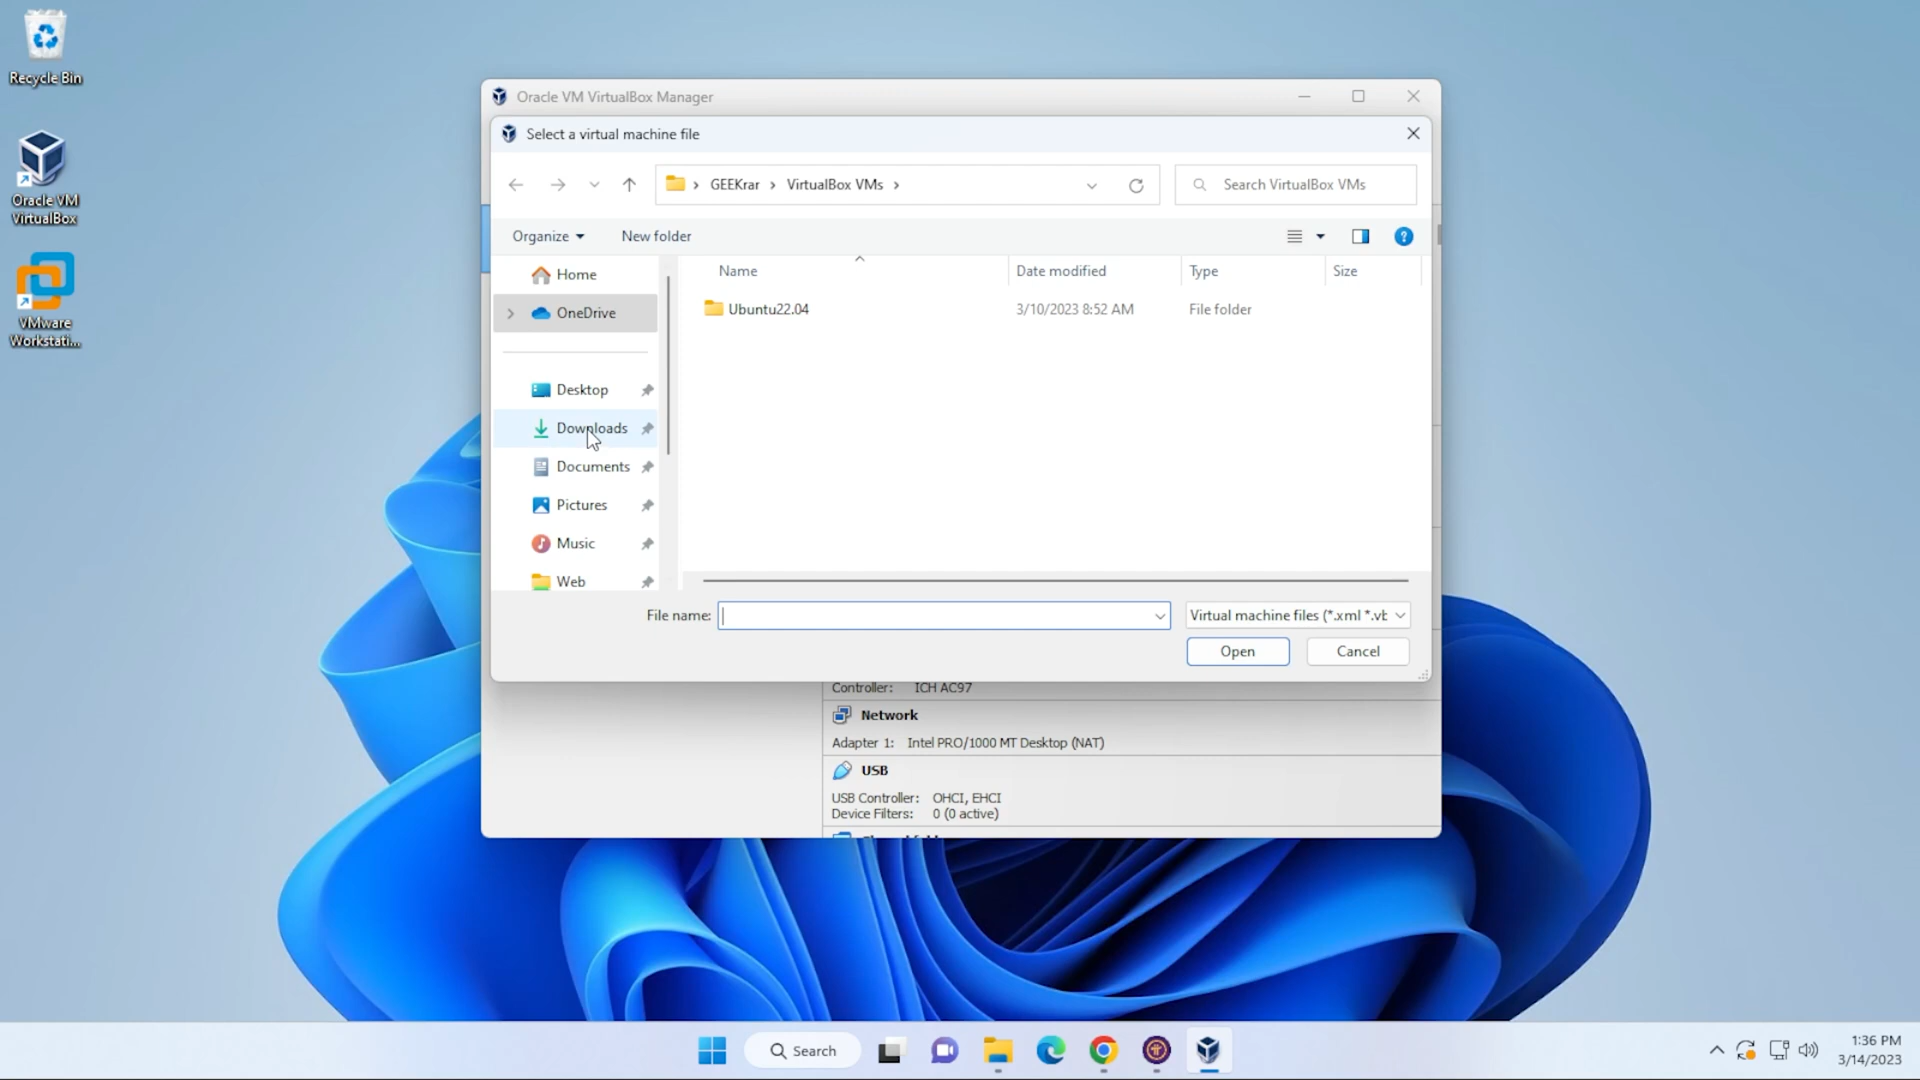 Recycle Bin
Oracle VM
VirtualBox
VMware
Workstati...
Oracle VM VirtualBox Manager
Select a virtual machine file
GEEKrar
VirtualBox VMs
Search VirtualBox VMs
Organize
New folder
?
Name
Date modified
Type
Size
Ubuntu22.04
3/10/2023 8:52 AM
File folder
Home
OneDrive
Desktop
Downloads
Documents
Pictures
Music
Web
File name:
Virtual machine files (*.xml *.vb
Open
Cancel
Controller: ICH AC97
Network
Adapter 1: Intel PRO/1000 MT Desktop (NAT)
USB
USB Controller: OHCI, EHCI
Device Filters: 0 (0 active)
Search
1:36 PM
3/14/2023